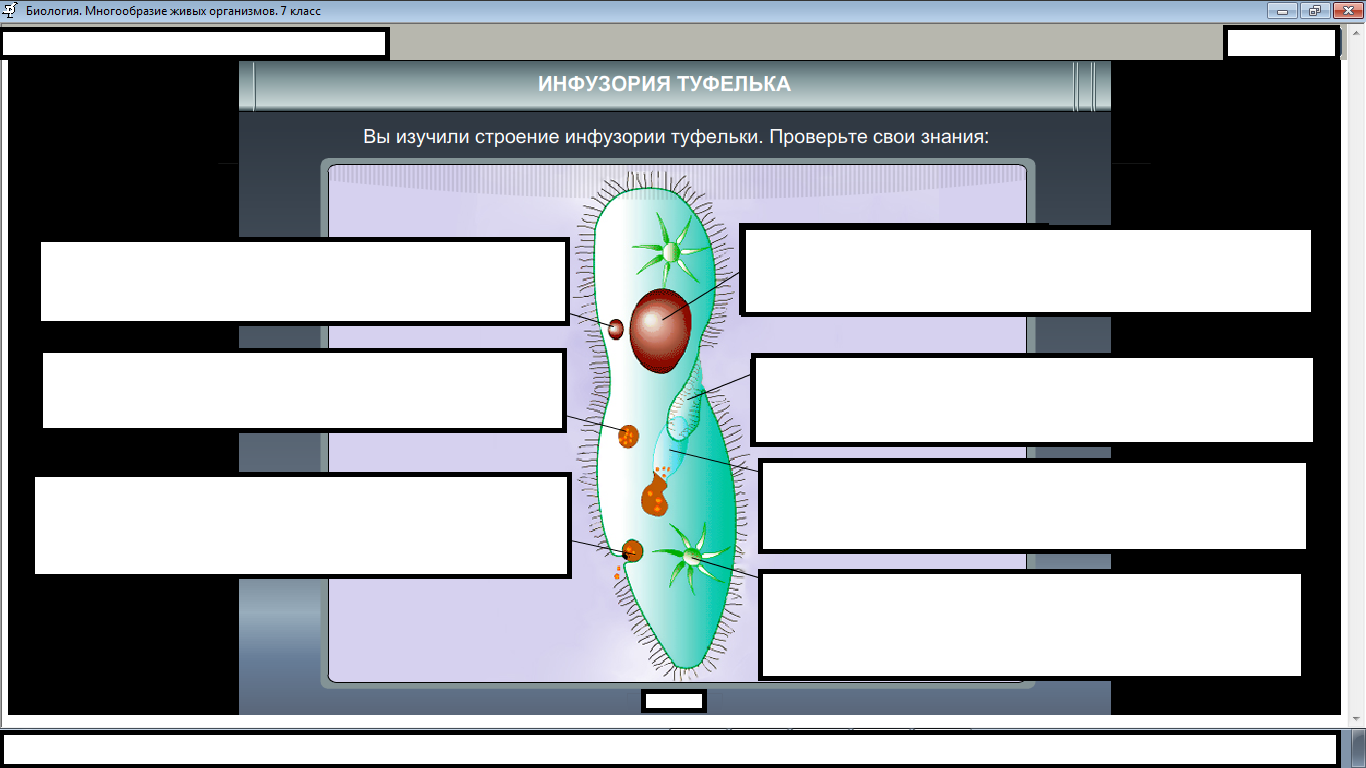 Биология. Многообразие живых организмов. 7 класс
ИНФУЗОРИЯ ТУФЕЛЬКА
Вы изучили строение инфузории туфельки. Проверьте свои знания: